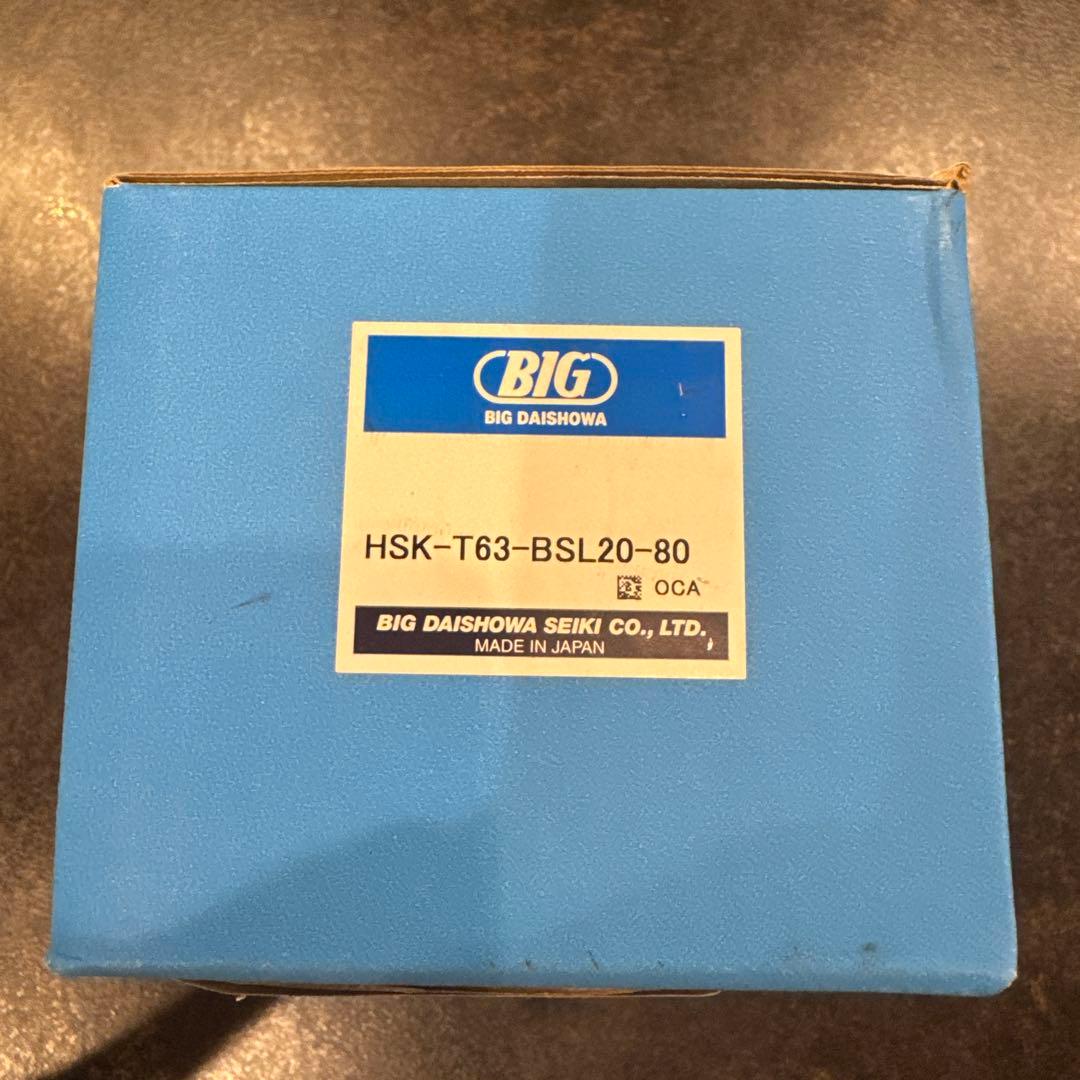 BIG
BIG DAISHOWA
HSK-T63-BSL20-80
OCA
BIG DAISHOWA SEIKI CO., LTD.
MADE IN JAPAN